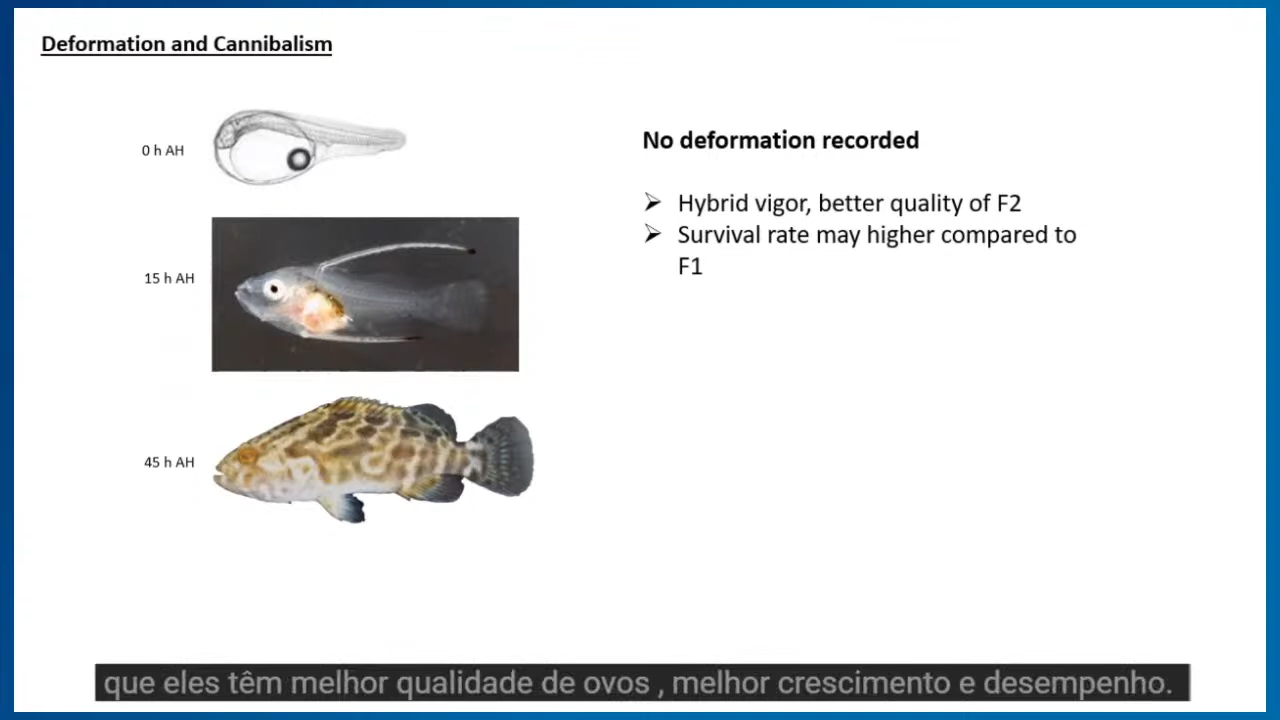 Deformation and Cannibalism
0 h AH
No deformation recorded
➢ Hybrid vigor, better quality of F2
➢ Survival rate may higher compared to
F1
15 h AH
45 h AH
que eles têm melhor qualidade de ovos , melhor crescimento e desempenho.